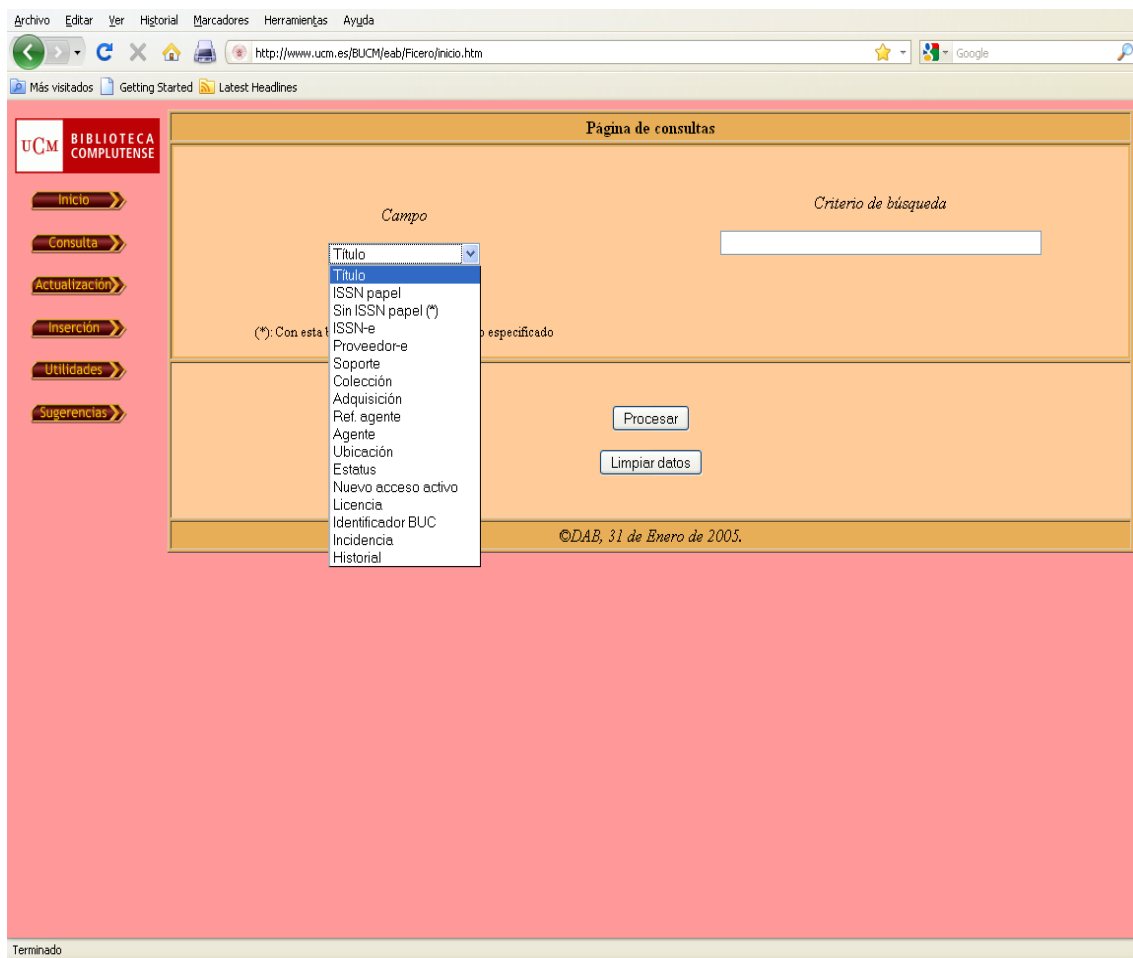 Archivo Editar Ver Historial Marcadores Herramientas Ayuda
http://www.ucm.es/BUCM/eab/Ficero/inicio.htm
Google
Más visitados Getting Started Latest Headlines
UCM BIBLIOTECA COMPLUTENSE
Inicio
Consulta
Actualización
Inserción
Utilidades
Sugerencias
Página de consultas
Campo
Criterio de búsqueda
Título
Título
ISSN papel
Sin ISSN papel (*)
ISSN-e
Proveedor-e
Soporte
Colección
Adquisición
Ref. agente
Agente
Ubicación
Estatus
Nuevo acceso activo
Licencia
Identificador BUC
Incidencia
Historial
(*): Con esta especificado
Procesar
Limpiar datos
©DAB, 31 de Enero de 2005.
Terminado